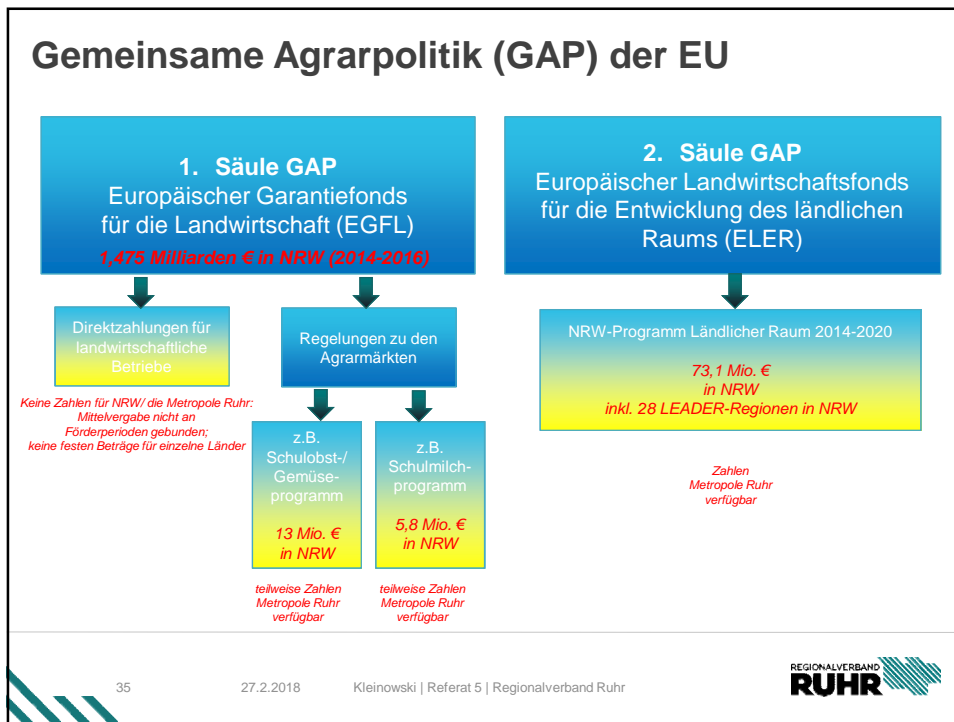 Gemeinsame Agrarpolitik (GAP) der EU
1. Säule GAP
Europäischer Garantiefonds
für die Landwirtschaft (EGFL)
1,475 Milliarden € in NRW (2014-2016)
2. Säule GAP
Europäischer Landwirtschaftsfonds
für die Entwicklung des ländlichen
Raums (ELER)
Direktzahlungen für
landwirtschaftliche
Betriebe
Keine Zahlen für NRW/ die Metropole Ruhr:
Mittelvergabe nicht an
Förderperioden gebunden;
keine festen Beträge für einzelne Länder
Regelungen zu den
Agrarmärkten
z.B.
Schulobst-/
Gemüse-
programm
13 Mio. €
in NRW
teilweise Zahlen
Metropole Ruhr
verfügbar
z.B.
Schulmilch-
programm
5,8 Mio. €
in NRW
teilweise Zahlen
Metropole Ruhr
verfügbar
NRW-Programm Ländlicher Raum 2014-2020
73,1 Mio. €
in NRW
inkl. 28 LEADER-Regionen in NRW
Zahlen
Metropole Ruhr
verfügbar
35
27.2.2018
Kleinowski | Referat 5 | Regionalverband Ruhr
REGIONALVERBAND
RUHR